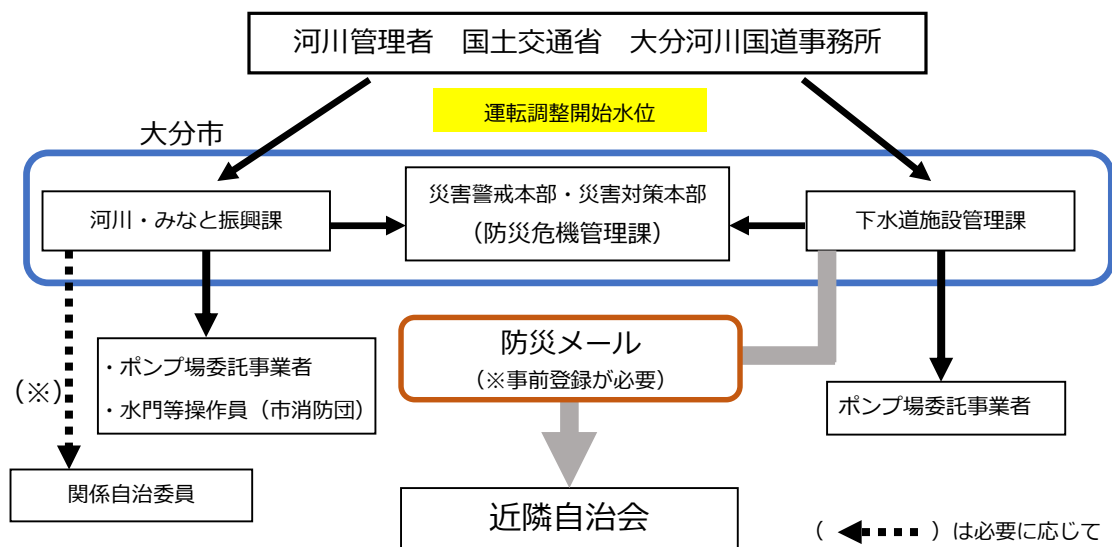 河川管理者　国土交通省　大分河川国道事務所
運転調整開始水位
大分市
河川・みなと振興課
災害警戒本部・災害対策本部
（防災危機管理課）
下水道施設管理課
防災メール
（※事前登録が必要）
・ポンプ場委託事業者
・水門等操作員（市消防団）
（※）
ポンプ場委託事業者
関係自治委員
近隣自治会
（　　　　）は必要に応じて